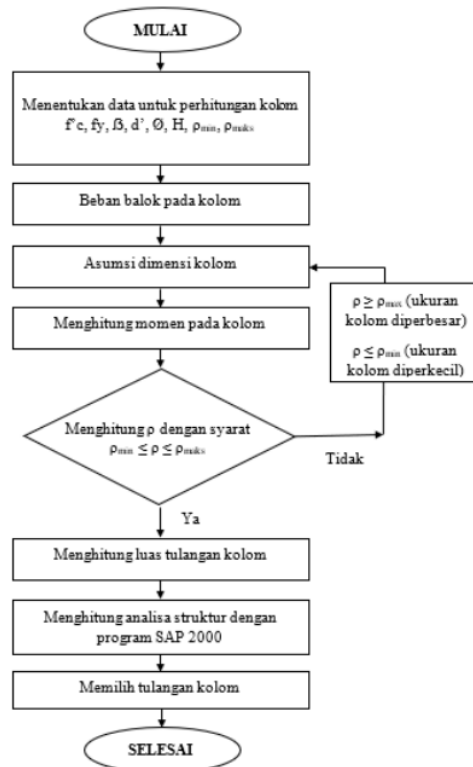 MULAI
Menentukan data untuk perhitungan kolom
f'c, fy, β, d', Ø, H, ρmin, ρmaks
Beban balok pada kolom
Asumsi dimensi kolom
Menghitung momen pada kolom
ρ ≥ ρmax (ukuran
kolom diperbesar)
ρ ≤ ρmin (ukuran
kolom diperkecil)
Menghitung ρ dengan syarat
ρmin ≤ ρ ≤ ρmaks
Tidak
Ya
Menghitung luas tulangan kolom
Menghitung analisa struktur dengan
program SAP 2000
Memilih tulangan kolom
SELESAI